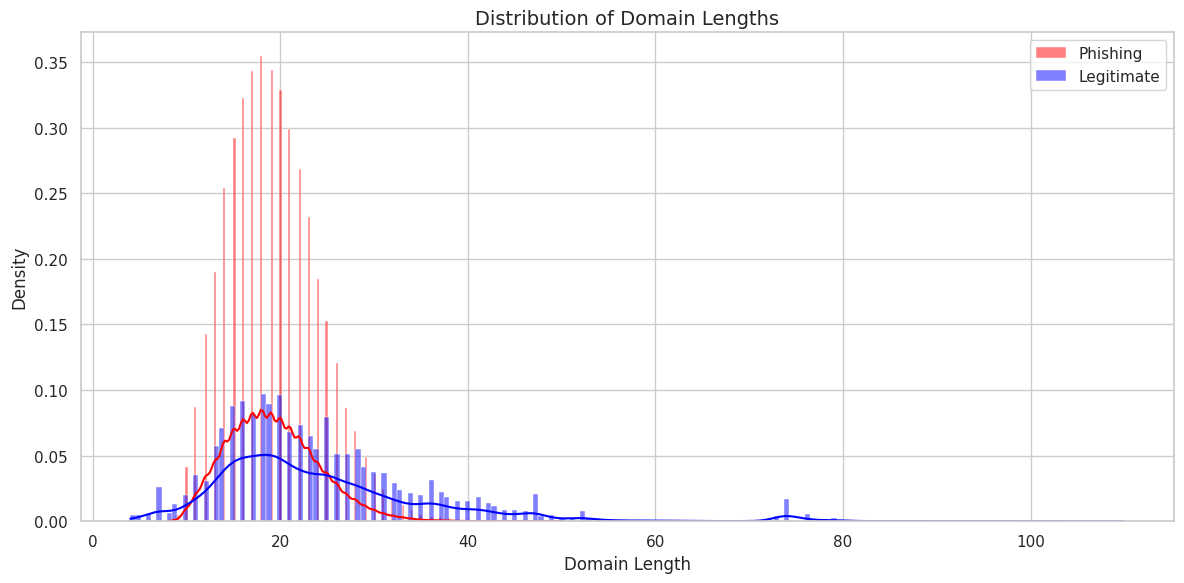 Distribution of Domain Lengths
Phishing
Legitimate
0.35
0.30
0.25
0.20
0.15
0.10
0.05
0.00
Density
0 20 40 60 80 100
Domain Length